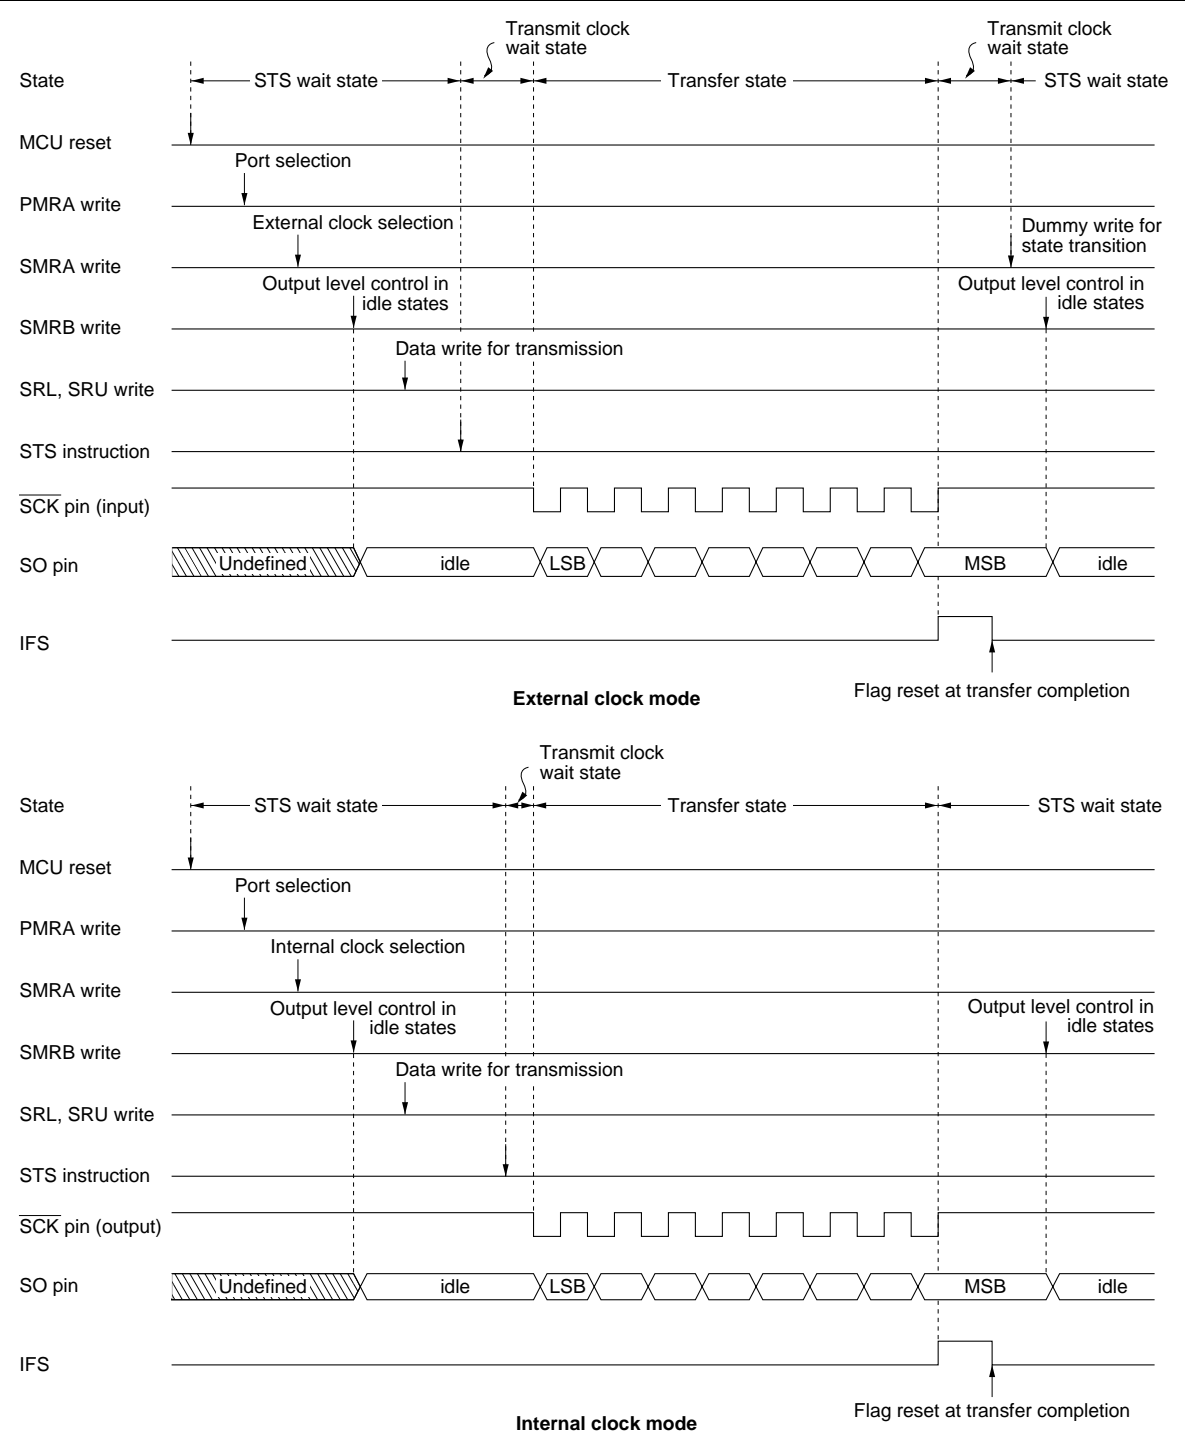 Transmit clock
wait state
Transmit clock
wait state
State
STS wait state
Transfer state
STS wait state
MCU reset
Port selection
PMRA write
External clock selection
Dummy write for
state transition
SMRA write
Output level control in
idle states
Output level control in
idle states
SMRB write
Data write for transmission
SRL, SRU write
STS instruction
SCK pin (input)
SO pin
Undefined
idle
LSB
MSB
idle
IFS
Flag reset at transfer completion
External clock mode
Transmit clock
wait state
State
STS wait state
Transfer state
STS wait state
MCU reset
Port selection
PMRA write
Internal clock selection
SMRA write
Output level control in
idle states
Output level control in
idle states
SMRB write
Data write for transmission
SRL, SRU write
STS instruction
SCK pin (output)
SO pin
Undefined
idle
LSB
MSB
idle
IFS
Flag reset at transfer completion
Internal clock mode